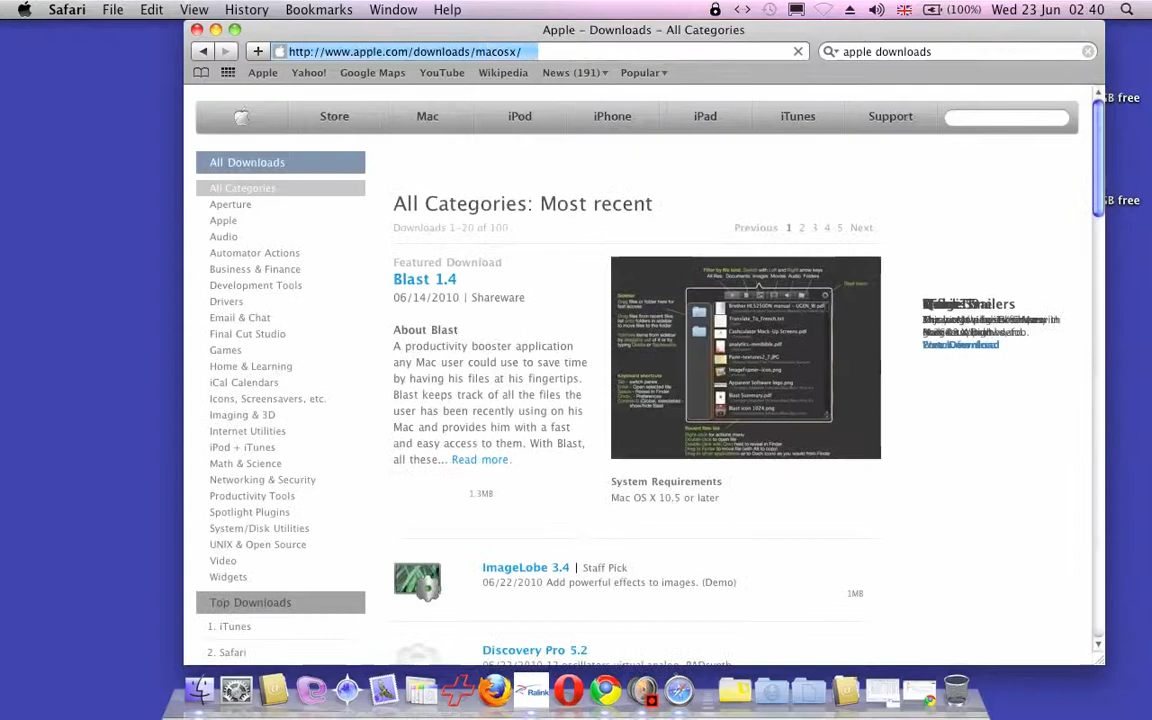 Safari File Edit View History Bookmarks Window Help (100%) Wed 23 Jun 02 40
Apple – Downloads – All Categories
http://www.apple.com/downloads/macosx/ apple downloads
Apple Yahoo! Google Maps YouTube Wikipedia News (191) Popular
GB free
GB free
Store Mac iPod iPhone iPad iTunes Support
All Downloads
All Categories
Aperture
Apple
Audio
Automator Actions
Business & Finance
Development Tools
Drivers
Email & Chat
Final Cut Studio
Games
Home & Learning
iCal Calendars
Icons, Screensavers, etc.
Imaging & 3D
Internet Utilities
iPod + iTunes
Math & Science
Networking & Security
Productivity Tools
Spotlight Plugins
System/Disk Utilities
UNIX & Open Source
Video
Widgets
Top Downloads
1. iTunes
2. Safari
All Categories: Most recent
Downloads 1–20 of 100 Previous 1 2 3 4 5 Next
Featured Download
Blast 1.4
06/14/2010 | Shareware
About Blast
A productivity booster application
any Mac user could use to save time
by having his files at his fingertips.
Blast keeps track of all the files the
user has been recently using on his
Mac and provides him with a fast
and easy access to them. With Blast,
all these... Read more.
1.3MB
System Requirements
Mac OS X 10.5 or later
ImageLobe 3.4 | Staff Pick
06/22/2010 Add powerful effects to images. (Demo)
1MB
Discovery Pro 5.2
Ralink